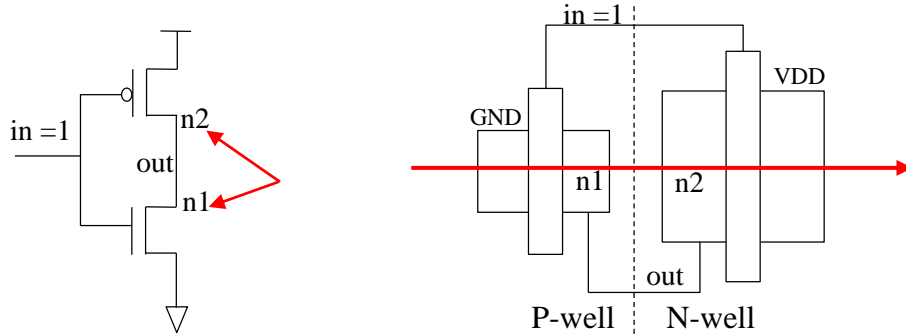 in =1
n2
out
n1
in =1
GND
VDD
n1
n2
out
P-well
N-well